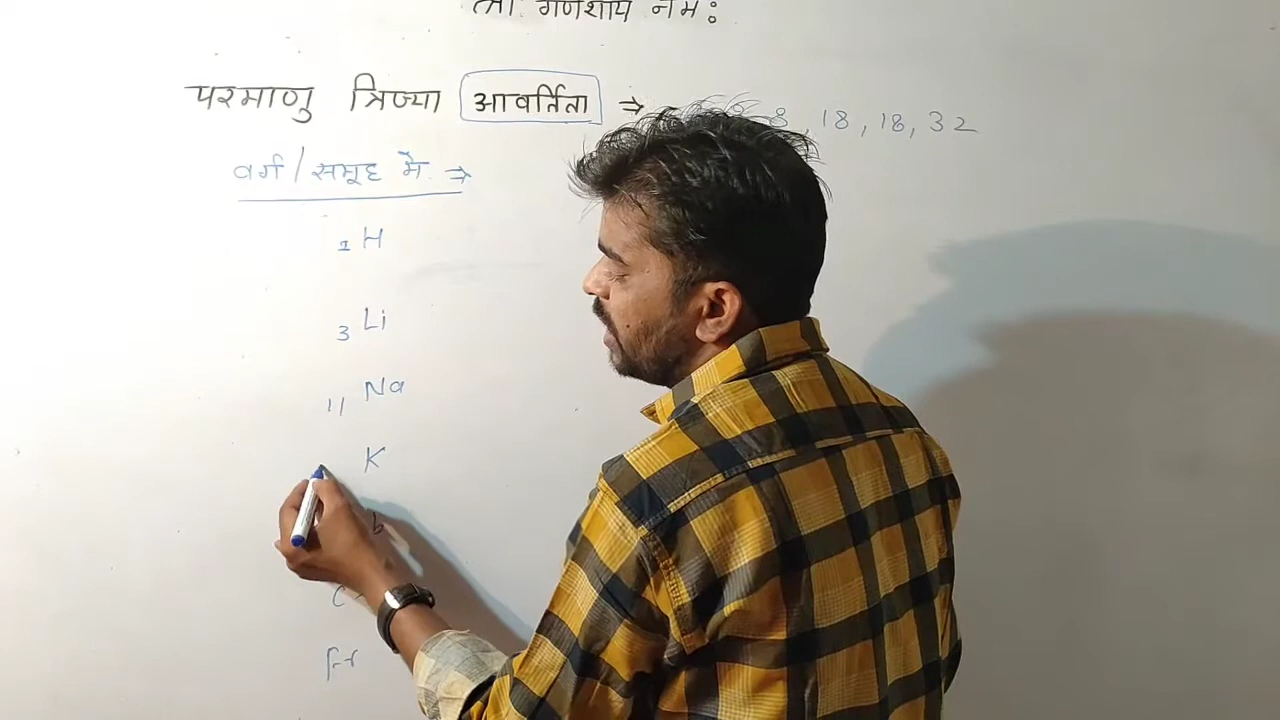 श्री गणेशाय नमः
परमाणु त्रिज्या आवर्तिता ⇒ 8, 18, 18, 32
वर्ग/समूह मे ⇒
1 H
3 Li
11 Na
K
b
C
Fr